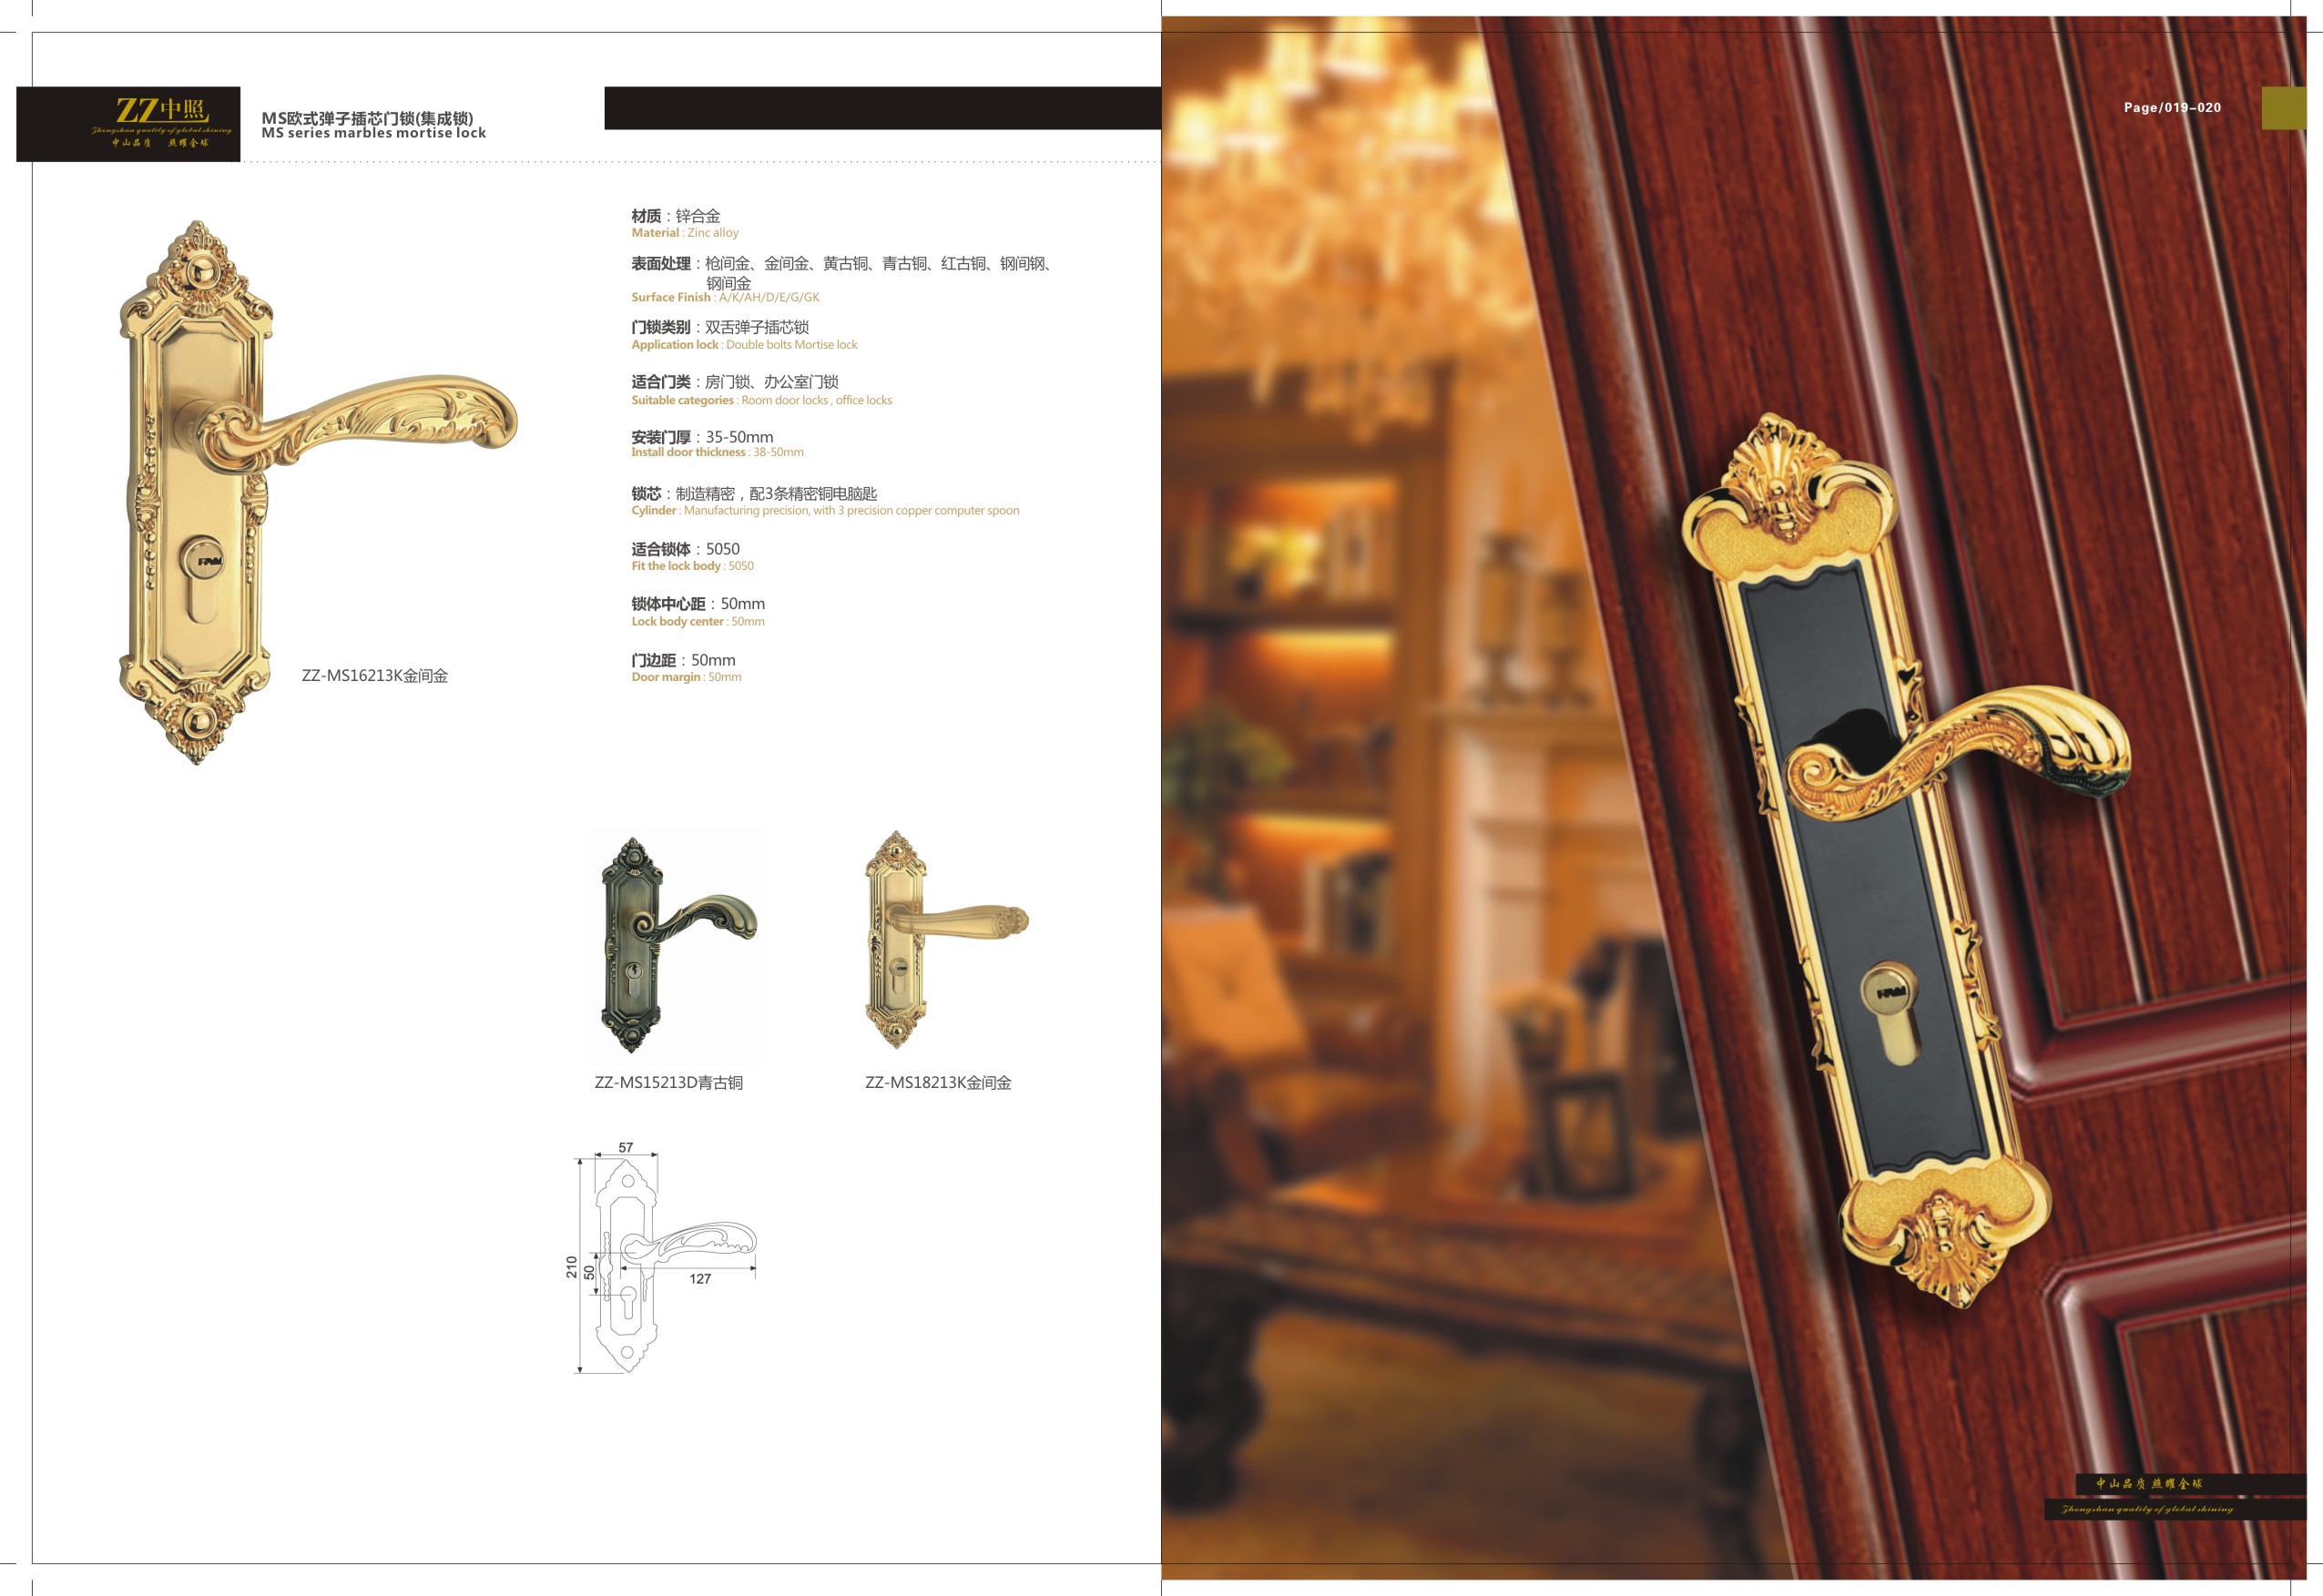 ZZ中照
Zhongshan quality of global shining
中山品质 照耀全球
MS欧式弹子插芯门锁(集成锁)
MS series marbles mortise lock
Page/019-020
材质：锌合金
Material : Zinc alloy
表面处理：枪间金、金间金、黄古铜、青古铜、红古铜、钢间钢、
钢间金
Surface Finish : A/K/AH/D/E/G/GK
门锁类别：双舌弹子插芯锁
Application lock : Double bolts Mortise lock
适合门类：房门锁、办公室门锁
Suitable categories : Room door locks , office locks
安装门厚：35-50mm
Install door thickness : 38-50mm
锁芯：制造精密，配3条精密铜电脑匙
Cylinder : Manufacturing precision, with 3 precision copper computer spoon
适合锁体：5050
Fit the lock body : 5050
锁体中心距：50mm
Lock body center : 50mm
门边距：50mm
Door margin : 50mm
ZZ-MS16213K金间金
ZZ-MS15213D青古铜
ZZ-MS18213K金间金
57
210
50
127
中山品质 照耀全球
Zhongshan quality of global shining